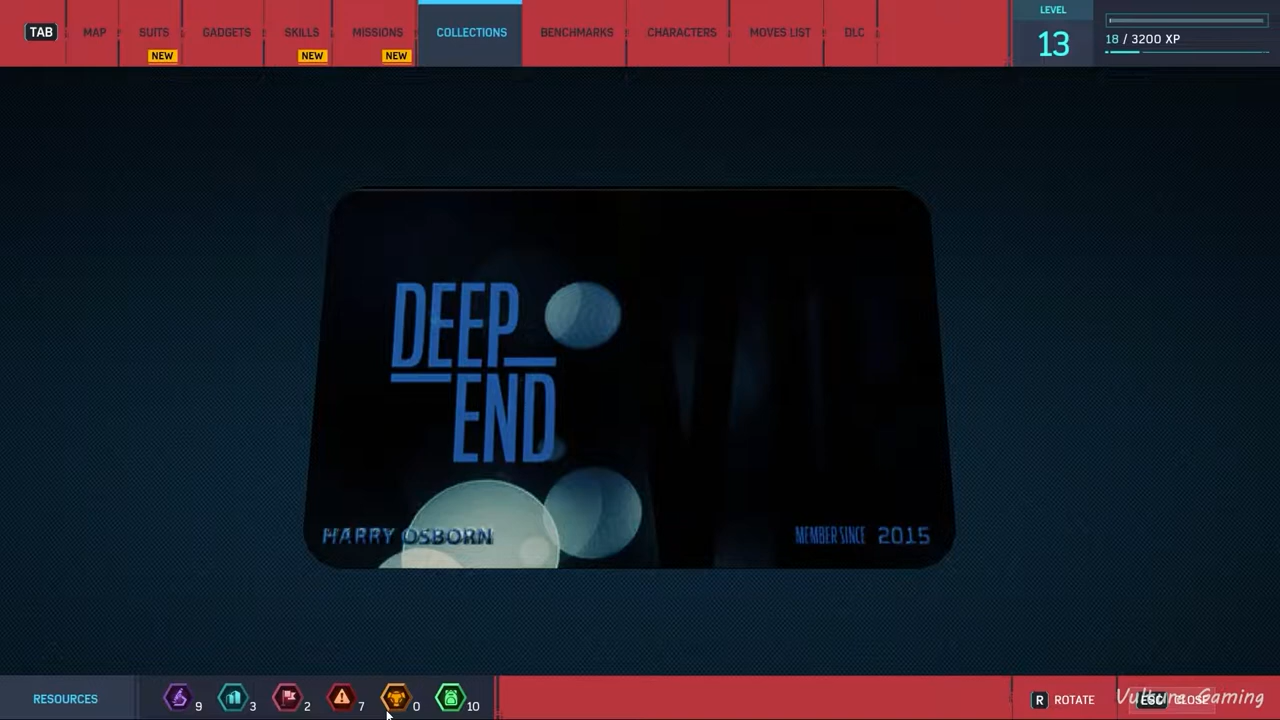 TAB MAP SUITS GADGETS SKILLS MISSIONS COLLECTIONS BENCHMARKS CHARACTERS MOVES LIST DLC
NEW NEW NEW
LEVEL
13
18 / 3200 XP
DEEP
END
HARRY OSBORN
MEMBER SINCE 2015
RESOURCES 9 3 2 7 0 10
R ROTATE ESC CLOSE
Vulture Gaming